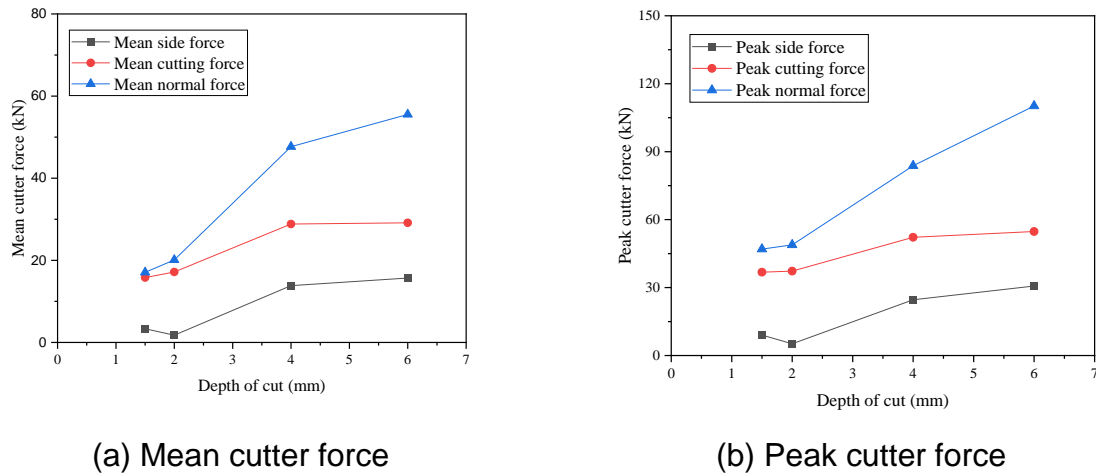 80
60
40
20
0
Mean cutter force (kN)
Mean side force
Mean cutting force
Mean normal force
0 1 2 3 4 5 6 7
Depth of cut (mm)
(a) Mean cutter force
150
120
90
60
30
0
Peak cutter force (kN)
Peak side force
Peak cutting force
Peak normal force
0 1 2 3 4 5 6 7
Depth of cut (mm)
(b) Peak cutter force